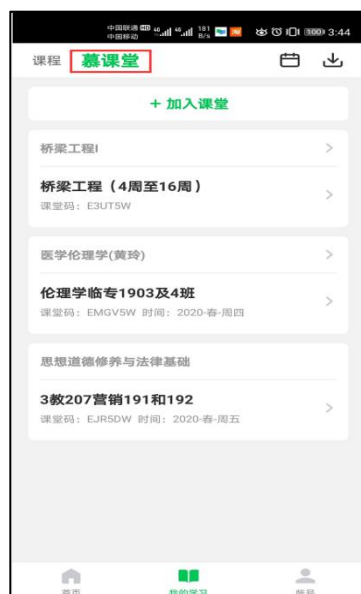 中国联通 HD 46 46 181 100 3:44
中国移动 B/s
课程 慕课堂
+ 加入课堂
桥梁工程I
桥梁工程（4周至16周）
课堂码：E3UT5W
医学伦理学(黄玲)
伦理学临专1903及4班
课堂码：EMGV5W 时间：2020-春-周四
思想道德修养与法律基础
3教207营销191和192
课堂码：EJR5DW 时间：2020-春-周五
首页 我的学习 账号